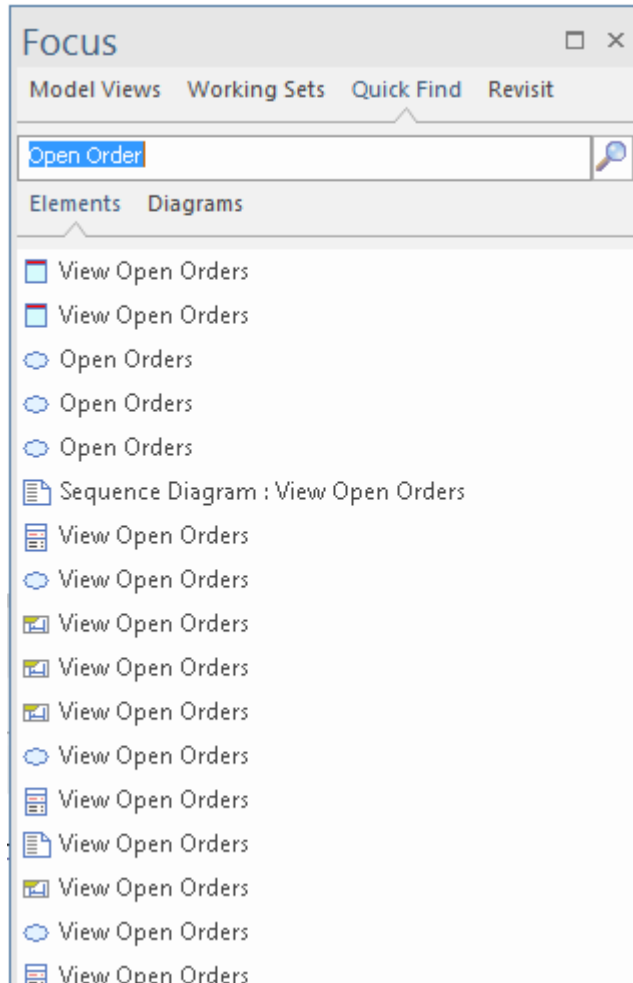 Focus
Model Views Working Sets Quick Find Revisit
Open Order
Elements Diagrams
View Open Orders
View Open Orders
Open Orders
Open Orders
Open Orders
Sequence Diagram : View Open Orders
View Open Orders
View Open Orders
View Open Orders
View Open Orders
View Open Orders
View Open Orders
View Open Orders
View Open Orders
View Open Orders
View Open Orders
View Open Orders